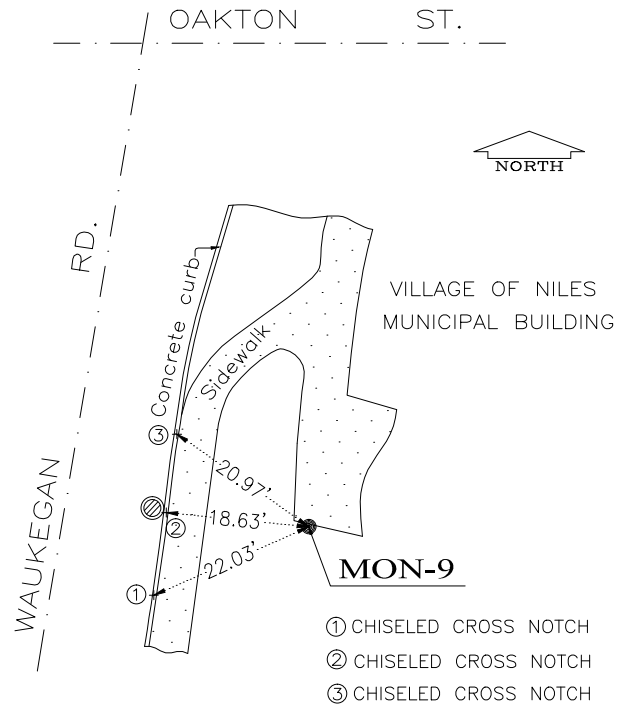 OAKTON ST.
NORTH
WAUKEGAN RD.
Concrete curb
Sidewalk
VILLAGE OF NILES
MUNICIPAL BUILDING
③
20.97'
②
18.63'
22.03'
①
MON-9
① CHISELED CROSS NOTCH
② CHISELED CROSS NOTCH
③ CHISELED CROSS NOTCH